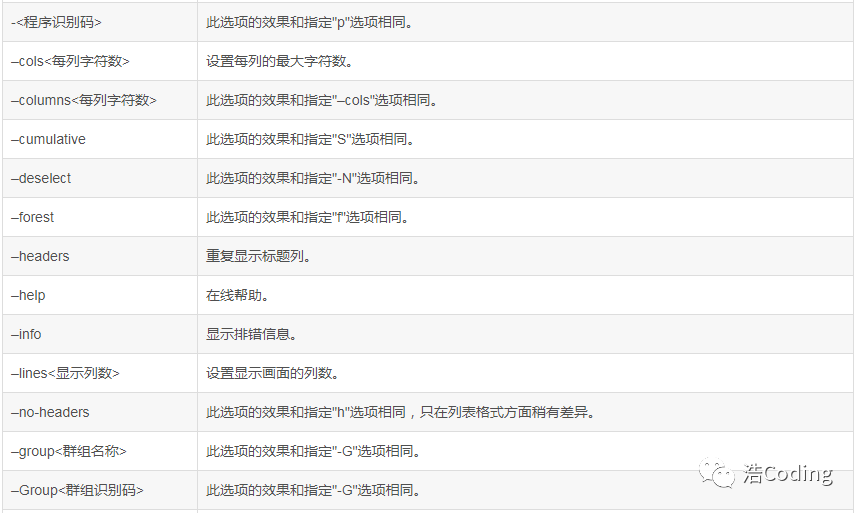 -<程序识别码> 此选项的效果和指定"p"选项相同。
–cols<每列字符数> 设置每列的最大字符数。
–columns<每列字符数> 此选项的效果和指定"–cols"选项相同。
–cumulative 此选项的效果和指定"S"选项相同。
–deselect 此选项的效果和指定"-N"选项相同。
–forest 此选项的效果和指定"f"选项相同。
–headers 重复显示标题列。
–help 在线帮助。
–info 显示排错信息。
–lines<显示列数> 设置显示画面的列数。
–no-headers 此选项的效果和指定"h"选项相同，只在列表格式方面稍有差异。
–group<群组名称> 此选项的效果和指定"-G"选项相同。
–Group<群组识别码> 此选项的效果和指定"-G"选项相同。
浩Coding